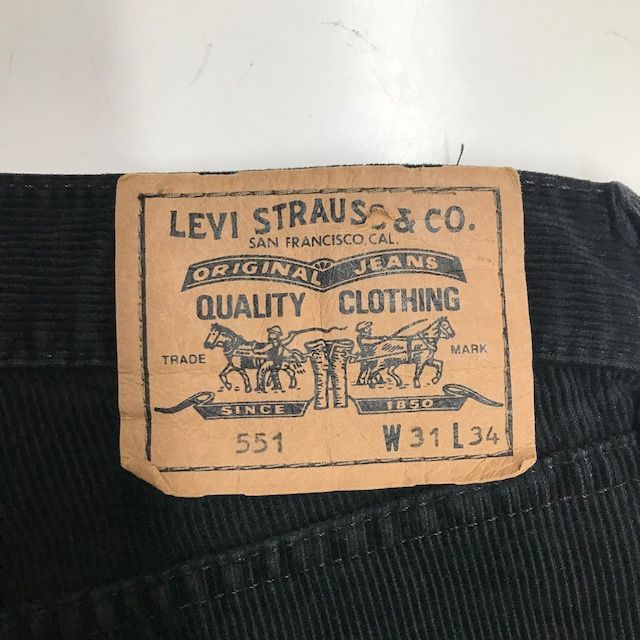 LEVI STRAUSS & CO.
SAN FRANCISCO, CAL.
ORIGINAL JEANS
QUALITY CLOTHING
TRADE MARK
SINCE 1850
551 W 31 L 34